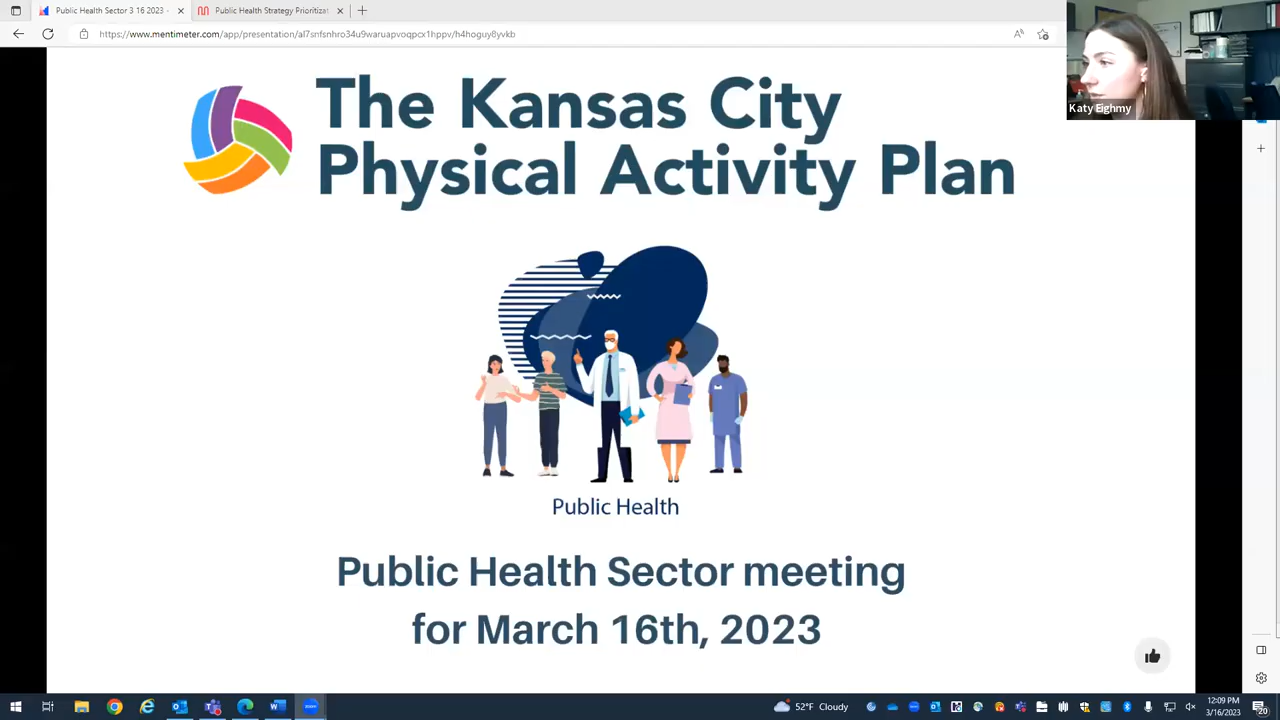 Public Health Sector 3 16 2023 -
Public Health Strategy Prioritizat
https://www.mentimeter.com/app/presentation/al7snfsnhro34u9waruapvoqpcx1hppv/h4hoguy8yvkb
Katy Eighmy
The Kansas City
Physical Activity Plan
Public Health
Public Health Sector meeting
for March 16th, 2023
52°F Cloudy
12:09 PM
3/16/2023
20